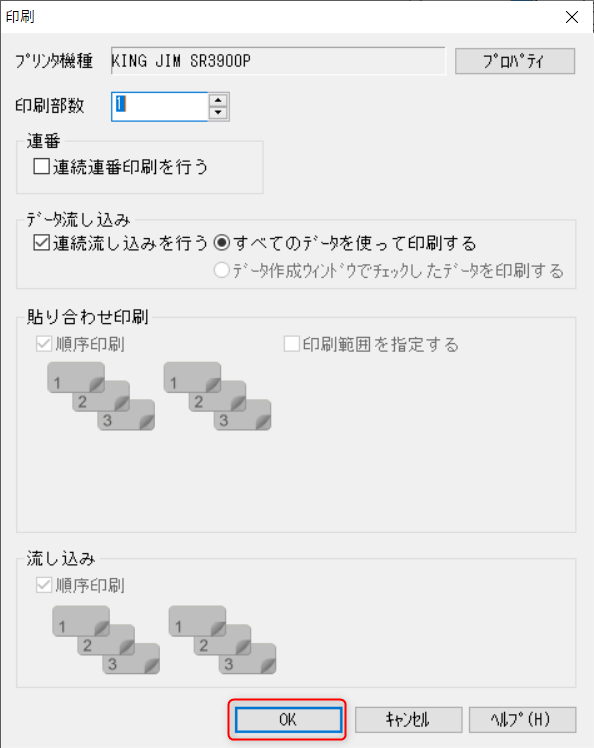 印刷
ﾌﾟﾘﾝﾀ機種 KING JIM SR3900P ﾌﾟﾛﾊﾟﾃｨ
印刷部数 1
連番
連続連番印刷を行う
ﾃﾞｰﾀ流し込み
連続流し込みを行う すべてのﾃﾞｰﾀを使って印刷する
ﾃﾞｰﾀ作成ｳｨﾝﾄﾞｳでﾁｪｯｸしたﾃﾞｰﾀを印刷する
貼り合わせ印刷
順序印刷 印刷範囲を指定する
1 1
2 2
3 3
流し込み
順序印刷
1 1
2 2
3 3
OK ｷｬﾝｾﾙ ﾍﾙﾌﾟ(H)